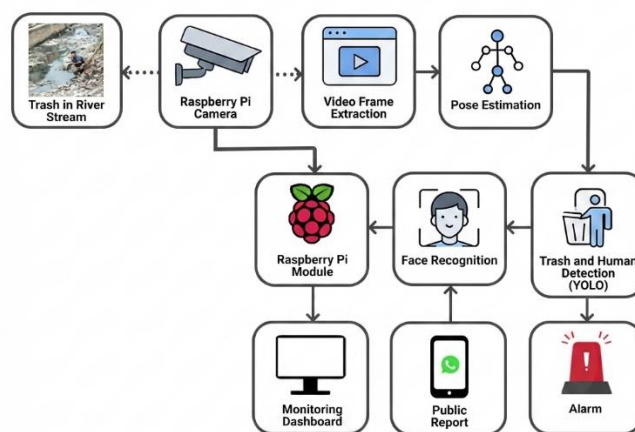 Trash in River
Stream
Raspberry Pi
Camera
Video Frame
Extraction
Pose Estimation
Raspberry Pi
Module
Face Recognition
Trash and Human
Detection
(YOLO)
Monitoring
Dashboard
Public
Report
Alarm